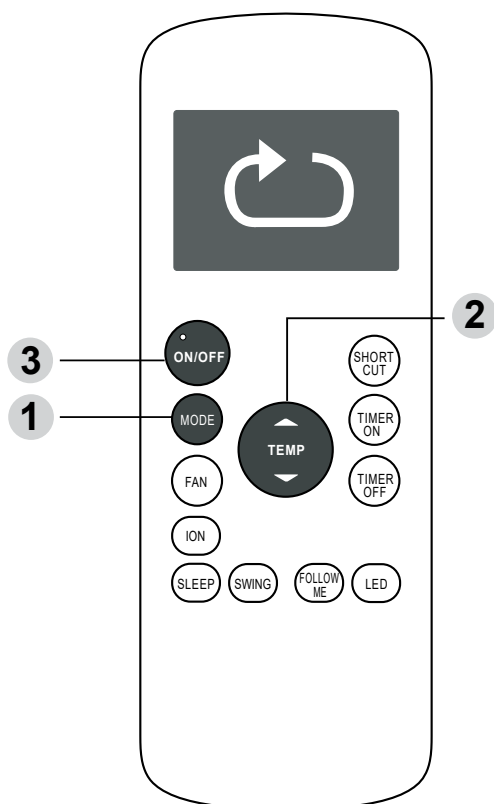 2
3
ON/OFF
SHORT
CUT
1
MODE
TEMP
TIMER
ON
FAN
TIMER
OFF
ION
SLEEP
SWING
FOLLOW
ME
LED